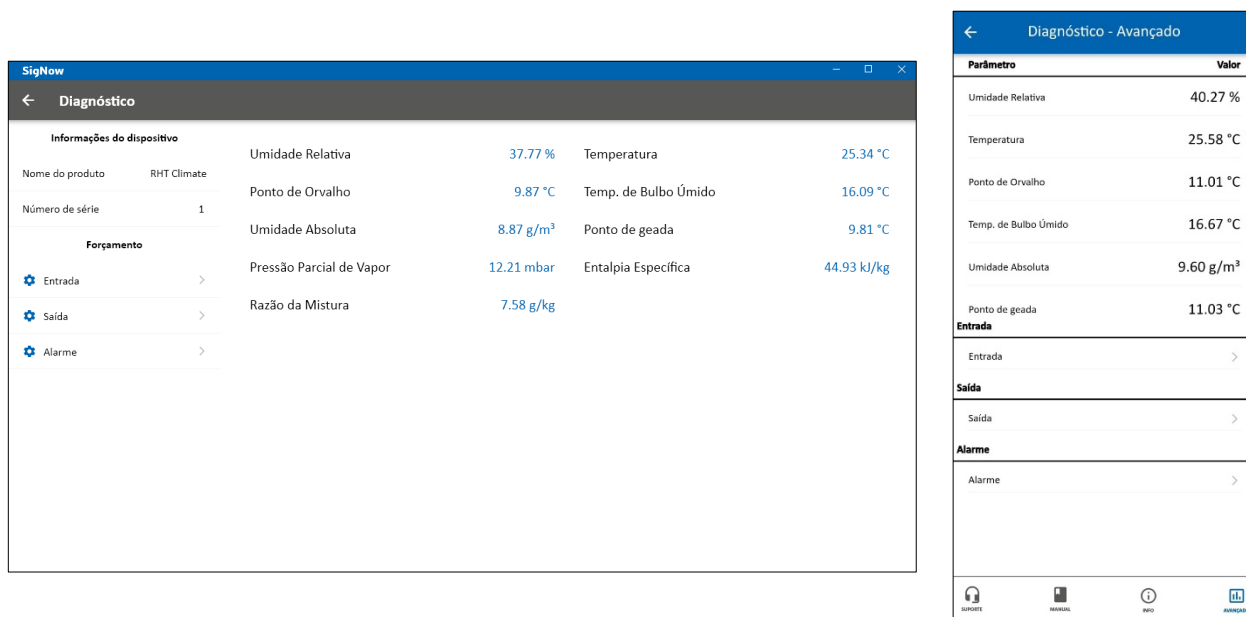 SigNow
Diagnóstico
Informações do dispositivo
Nome do produto RHT Climate
Número de série 1
Forçamento
Entrada
Saída
Alarme
Umidade Relativa 37.77 % Temperatura 25.34 °C
Ponto de Orvalho 9.87 °C Temp. de Bulbo Úmido 16.09 °C
Umidade Absoluta 8.87 g/m³ Ponto de geada 9.81 °C
Pressão Parcial de Vapor 12.21 mbar Entalpia Específica 44.93 kJ/kg
Razão da Mistura 7.58 g/kg
Diagnóstico - Avançado
Parâmetro Valor
Umidade Relativa 40.27 %
Temperatura 25.58 °C
Ponto de Orvalho 11.01 °C
Temp. de Bulbo Úmido 16.67 °C
Umidade Absoluta 9.60 g/m³
Ponto de geada 11.03 °C
Entrada
Entrada
Saída
Saída
Alarme
Alarme
SUPORTE MANUAL INFO AVANÇAD